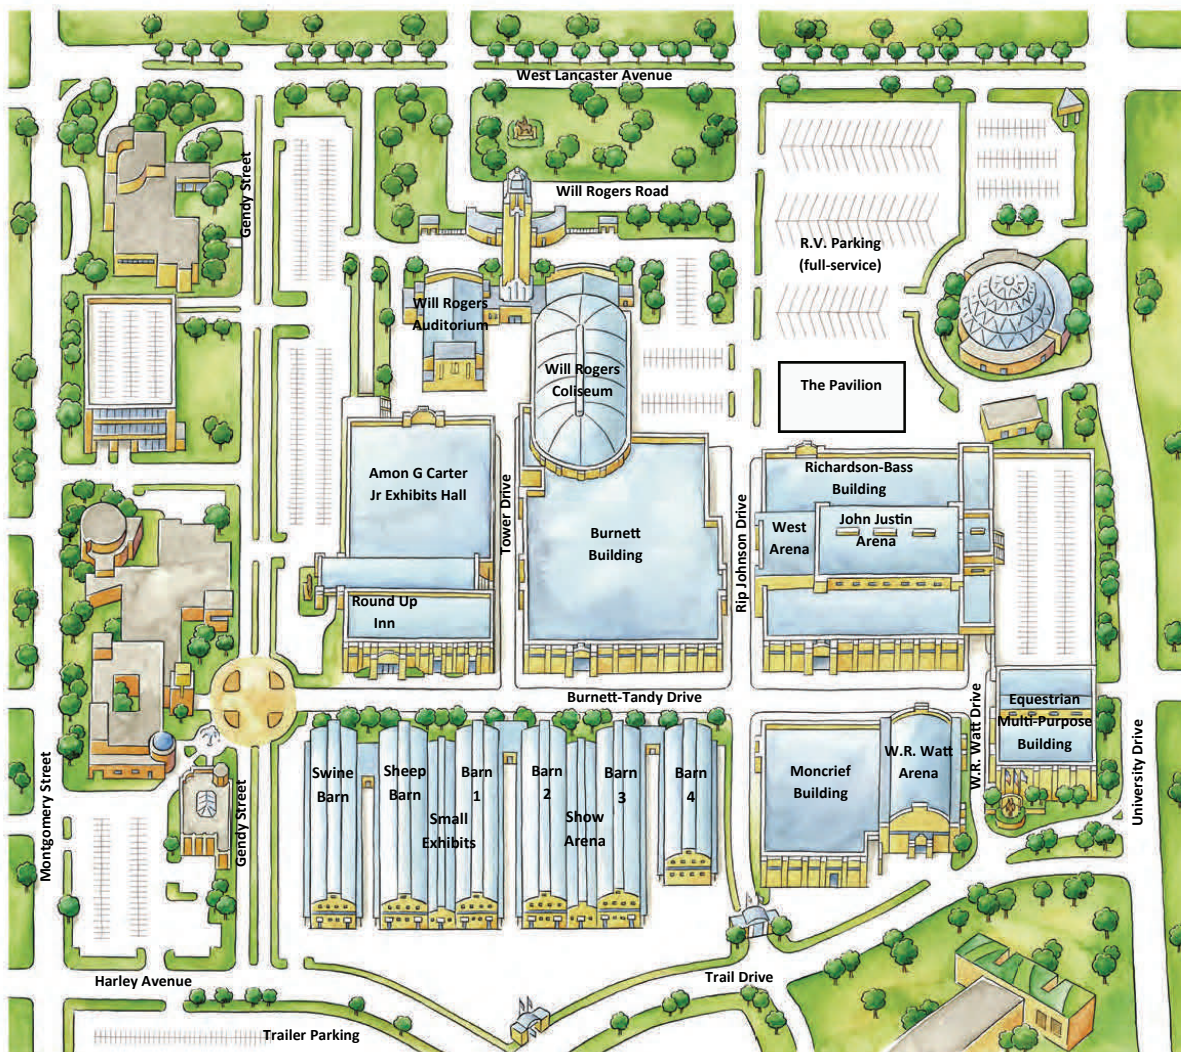 West Lancaster Avenue
Gendy Street
Will Rogers Road
R.V. Parking
(full-service)
Will Rogers
Auditorium
Will Rogers
Coliseum
The Pavilion
Amon G Carter
Jr Exhibits Hall
Tower Drive
Burnett
Building
Rip Johnson Drive
Richardson-Bass
Building
West
Arena
John Justin
Arena
Round Up
Inn
Burnett-Tandy Drive
Equestrian
Multi-Purpose
Building
W.R. Watt Drive
University Drive
Montgomery Street
Gendy Street
Swine
Barn
Sheep
Barn
Barn
1
Small
Exhibits
Barn
2
Show
Arena
Barn
3
Barn
4
Moncrief
Building
W.R. Watt
Arena
Harley Avenue
Trail Drive
Trailer Parking